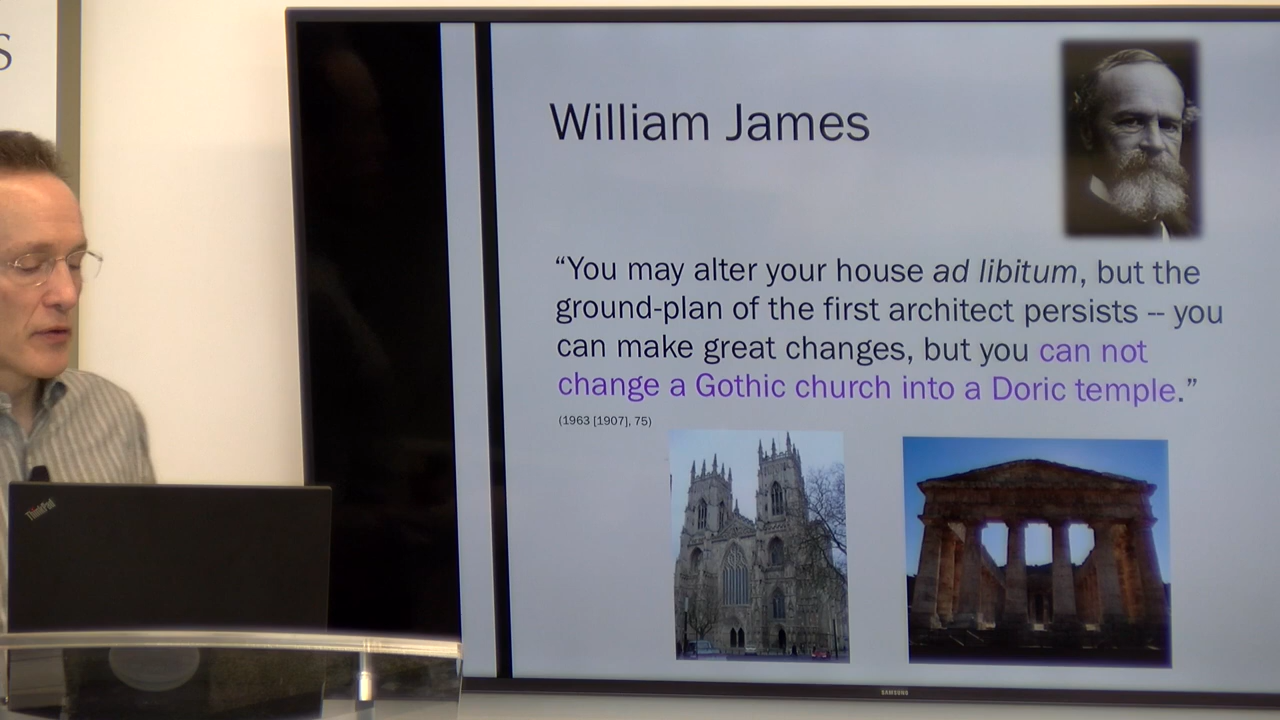 S
William James
“You may alter your house ad libitum, but the
ground-plan of the first architect persists -- you
can make great changes, but you can not
change a Gothic church into a Doric temple.”
(1963 [1907], 75)
ThinkPad
SAMSUNG